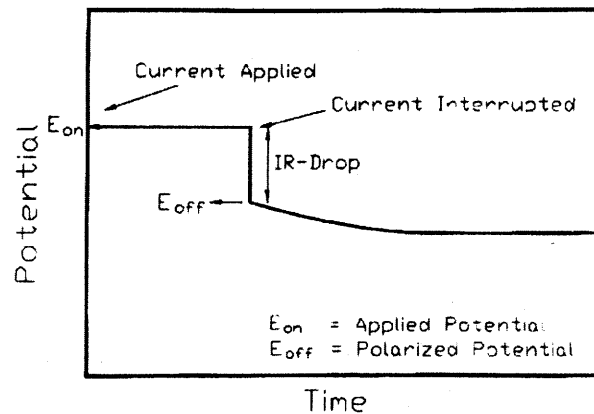 Current Applied
Current Interrupted
Eon
IR-Drop
Eoff
Potential
Eon = Applied Potential
Eoff = Polarized Potential
Time